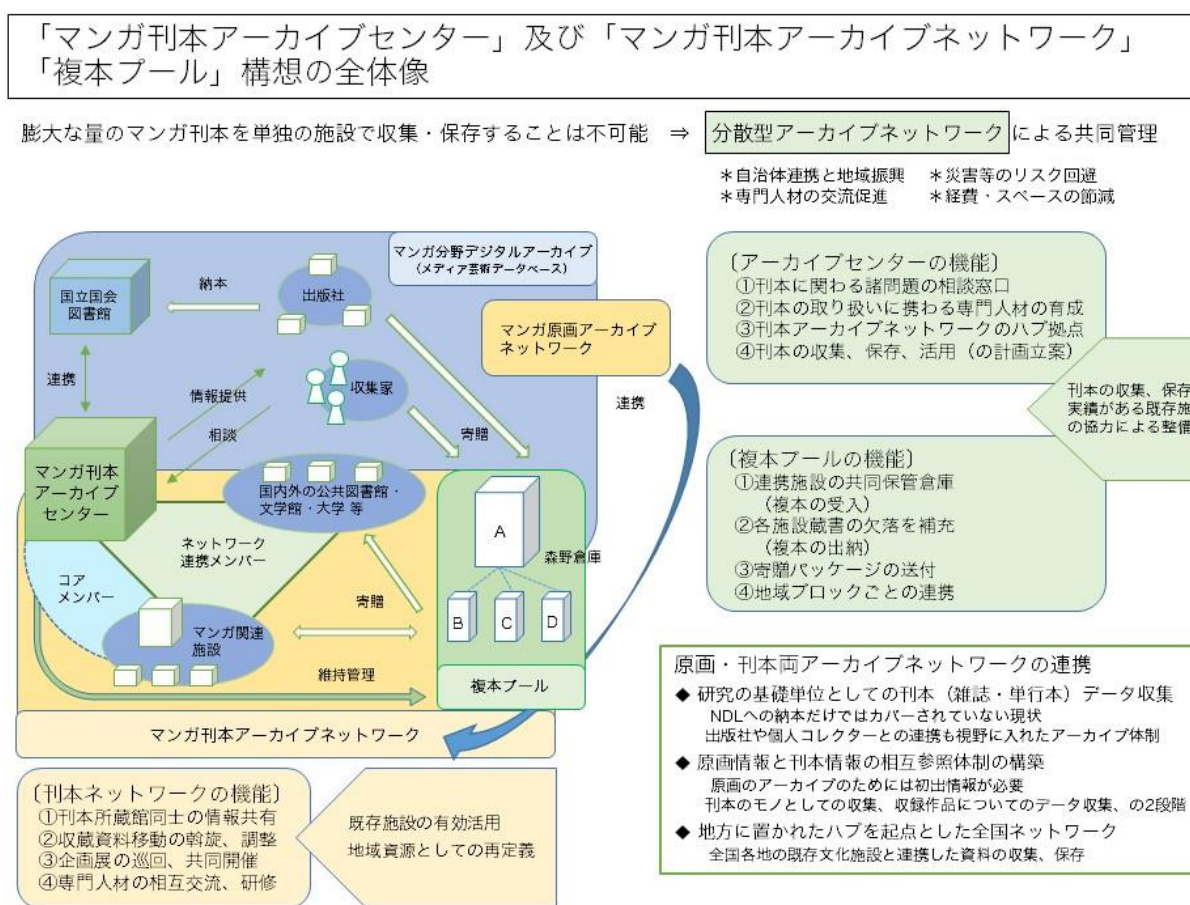 「マンガ刊本アーカイブセンター」及び「マンガ刊本アーカイブネットワーク」
「複本プール」構想の全体像
膨大な量のマンガ刊本を単独の施設で収集・保存することは不可能 ⇒ 分散型アーカイブネットワークによる共同管理
＊自治体連携と地域振興 ＊災害等のリスク回避
＊専門人材の交流促進 ＊経費・スペースの節減
マンガ分野デジタルアーカイブ
（メディア芸術データベース）
国立国会
図書館
納本
出版社
マンガ原画アーカイブ
ネットワーク
連携
情報提供
収集家
連携
相談
寄贈
マンガ刊本
アーカイブ
センター
国内外の公共図書館・
文学館・大学 等
ネットワーク
連携メンバー
A
森野倉庫
コア
メンバー
寄贈
B
C
D
マンガ関連
施設
維持管理
複本プール
マンガ刊本アーカイブネットワーク
〔刊本ネットワークの機能〕
①刊本所蔵館同士の情報共有
②収蔵資料移動の斡旋、調整
③企画展の巡回、共同開催
④専門人材の相互交流、研修
既存施設の有効活用
地域資源としての再定義
〔アーカイブセンターの機能〕
①刊本に関わる諸問題の相談窓口
②刊本の取り扱いに携わる専門人材の育成
③刊本アーカイブネットワークのハブ拠点
④刊本の収集、保存、活用（の計画立案）
刊本の収集、保存
実績がある既存施
の協力による整備
〔複本プールの機能〕
①連携施設の共同保管倉庫
（複本の受入）
②各施設蔵書の欠落を補充
（複本の出納）
③寄贈パッケージの送付
④地域ブロックごとの連携
原画・刊本両アーカイブネットワークの連携
◆ 研究の基礎単位としての刊本（雑誌・単行本）データ収集
NDLへの納本だけではカバーされていない現状
出版社や個人コレクターとの連携も視野に入れたアーカイブ体制
◆ 原画情報と刊本情報の相互参照体制の構築
原画のアーカイブのためには初出情報が必要
刊本のモノとしての収集、収録作品についてのデータ収集、の2段階
◆ 地方に置かれたハブを起点とした全国ネットワーク
全国各地の既存文化施設と連携した資料の収集、保存